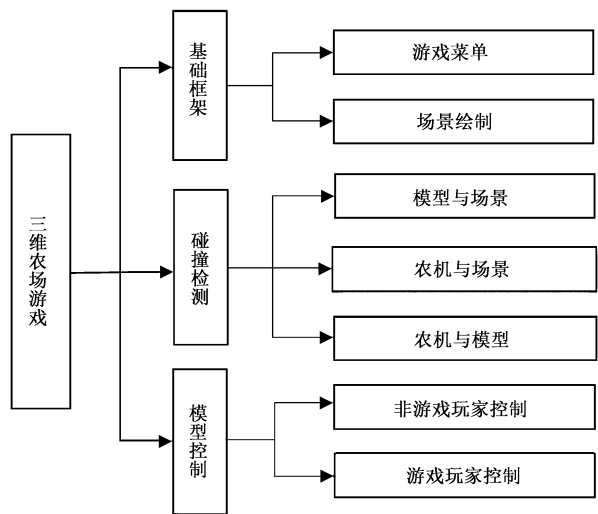 三维农场游戏
基础框架
游戏菜单
场景绘制
碰撞检测
模型与场景
农机与场景
农机与模型
模型控制
非游戏玩家控制
游戏玩家控制